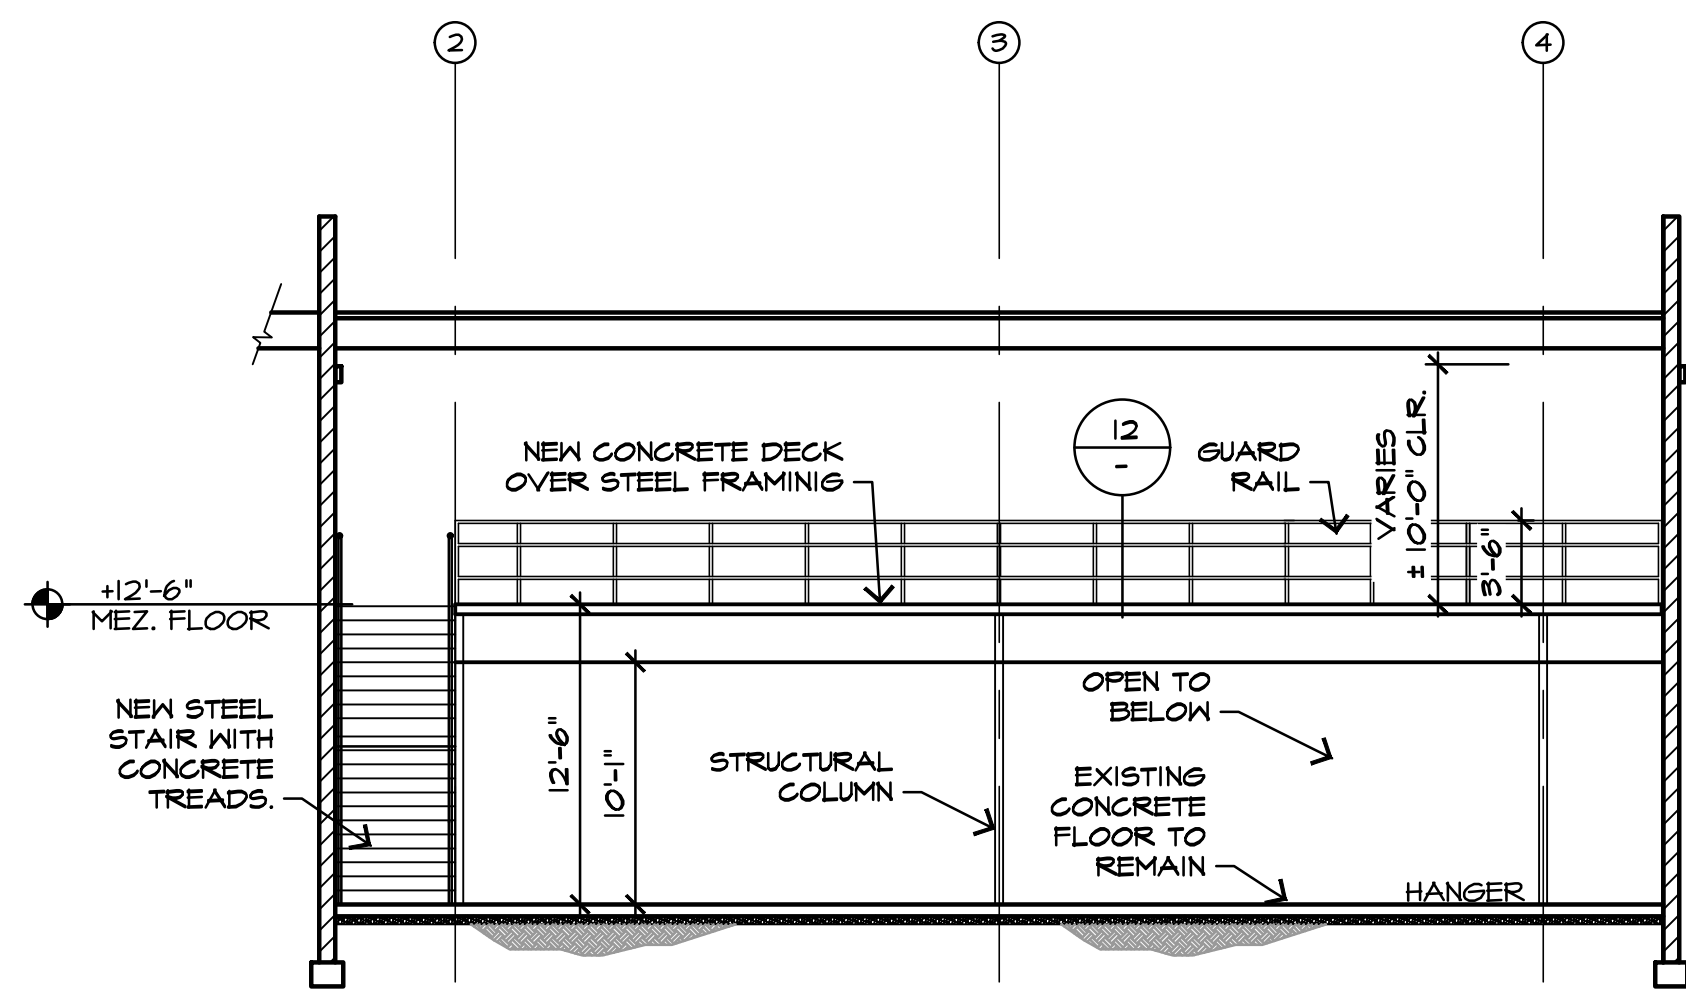 2
3
4
VARIES
± 10'-0" CLR.
12
-
NEW CONCRETE DECK
OVER STEEL FRAMINIG
GUARD
RAIL
3'-6"
+12'-6"
MEZ. FLOOR
NEW STEEL
STAIR WITH
CONCRETE
TREADS.
12'-6"
10'-1"
STRUCTURAL
COLUMN
OPEN TO
BELOW
EXISTING
CONCRETE
FLOOR TO
REMAIN
HANGER